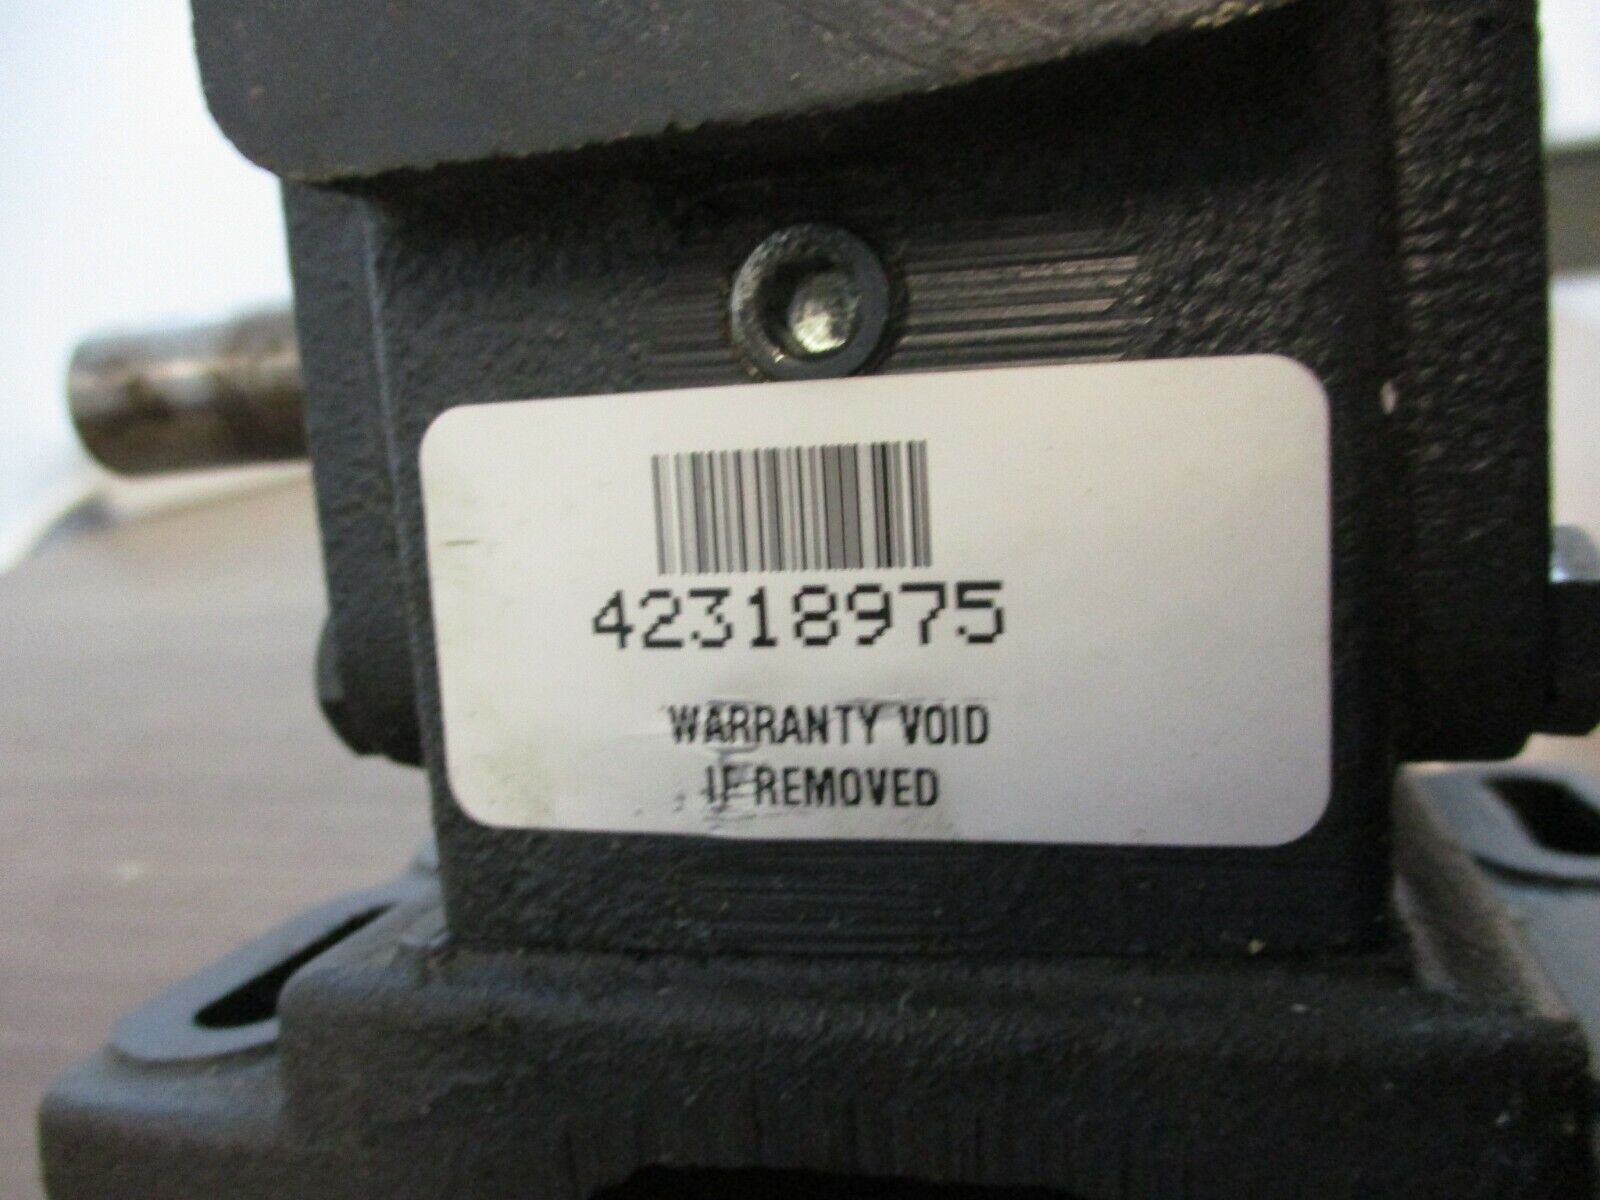 42318975
WARRANTY VOID
IF REMOVED